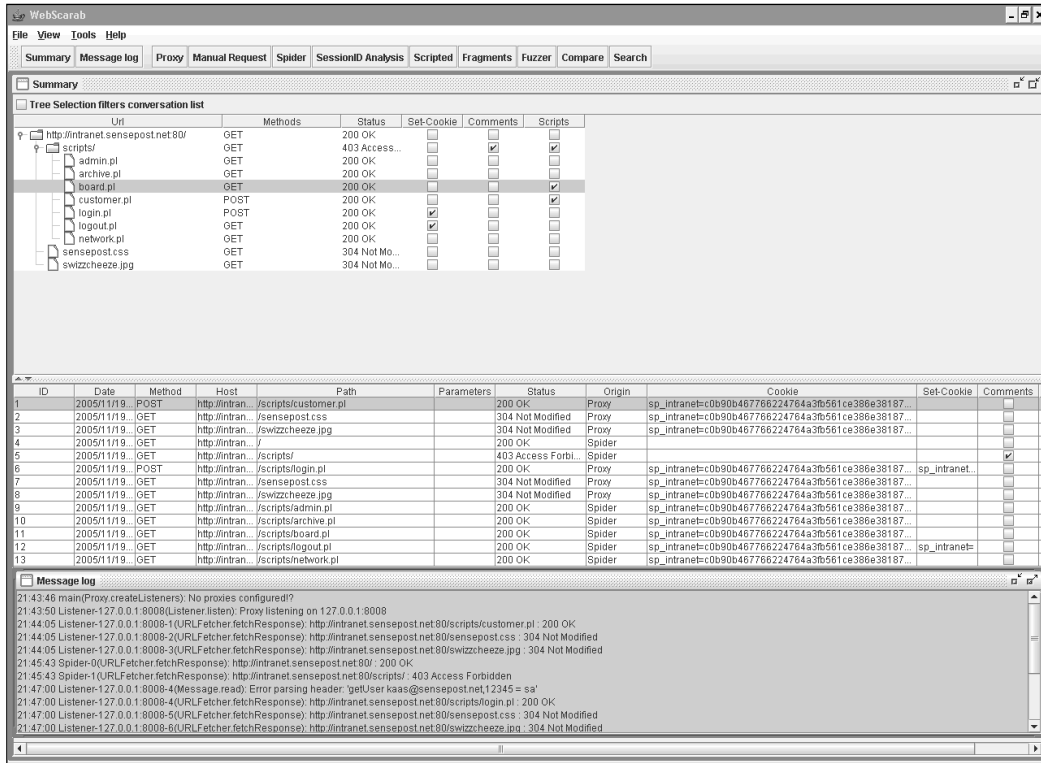 WebScarab
File View Tools Help
Summary Message log Proxy Manual Request Spider SessionID Analysis Scripted Fragments Fuzzer Compare Search
Summary
Tree Selection filters conversation list
Url Methods Status Set-Cookie Comments Scripts
http://intranet.sensepost.net:80/ GET 200 OK
scripts/ GET 403 Access...
admin.pl GET 200 OK
archive.pl GET 200 OK
board.pl GET 200 OK
customer.pl POST 200 OK
login.pl POST 200 OK
logout.pl GET 200 OK
network.pl GET 200 OK
sensepost.css GET 304 Not Mo...
swizzcheeze.jpg GET 304 Not Mo...
ID Date Method Host Path Parameters Status Origin Cookie Set-Cookie Comments
1 2005/11/19... POST http://intran... /scripts/customer.pl 200 OK Proxy sp_intranet=c0b90b467766224764a3fb561ce386e38187...
2 2005/11/19... GET http://intran... /sensepost.css 304 Not Modified Proxy sp_intranet=c0b90b467766224764a3fb561ce386e38187...
3 2005/11/19... GET http://intran... /swizzcheeze.jpg 304 Not Modified Proxy sp_intranet=c0b90b467766224764a3fb561ce386e38187...
4 2005/11/19... GET http://intran... / 200 OK Spider
5 2005/11/19... GET http://intran... /scripts/ 403 Access Forbi... Spider
6 2005/11/19... POST http://intran... /scripts/login.pl 200 OK Proxy sp_intranet=c0b90b467766224764a3fb561ce386e38187... sp_intranet...
7 2005/11/19... GET http://intran... /sensepost.css 304 Not Modified Proxy sp_intranet=c0b90b467766224764a3fb561ce386e38187...
8 2005/11/19... GET http://intran... /swizzcheeze.jpg 304 Not Modified Proxy sp_intranet=c0b90b467766224764a3fb561ce386e38187...
9 2005/11/19... GET http://intran... /scripts/admin.pl 200 OK Spider sp_intranet=c0b90b467766224764a3fb561ce386e38187...
10 2005/11/19... GET http://intran... /scripts/archive.pl 200 OK Spider sp_intranet=c0b90b467766224764a3fb561ce386e38187...
11 2005/11/19... GET http://intran... /scripts/board.pl 200 OK Spider sp_intranet=c0b90b467766224764a3fb561ce386e38187...
12 2005/11/19... GET http://intran... /scripts/logout.pl 200 OK Spider sp_intranet=c0b90b467766224764a3fb561ce386e38187... sp_intranet=
13 2005/11/19... GET http://intran... /scripts/network.pl 200 OK Spider sp_intranet=c0b90b467766224764a3fb561ce386e38187...
Message log
21:43:46 main(Proxy.createListeners): No proxies configured!?
21:43:50 Listener-127.0.0.1:8008(Listener.listen): Proxy listening on 127.0.0.1:8008
21:44:05 Listener-127.0.0.1:8008-1(URLFetcher.fetchResponse): http://intranet.sensepost.net:80/scripts/customer.pl : 200 OK
21:44:05 Listener-127.0.0.1:8008-2(URLFetcher.fetchResponse): http://intranet.sensepost.net:80/sensepost.css : 304 Not Modified
21:44:05 Listener-127.0.0.1:8008-3(URLFetcher.fetchResponse): http://intranet.sensepost.net:80/swizzcheeze.jpg : 304 Not Modified
21:45:43 Spider-0(URLFetcher.fetchResponse): http://intranet.sensepost.net:80/ : 200 OK
21:45:43 Spider-1(URLFetcher.fetchResponse): http://intranet.sensepost.net:80/scripts/ : 403 Access Forbidden
21:47:00 Listener-127.0.0.1:8008-4(Message.read): Error parsing header: 'getUser kaas@sensepost.net,12345 = sa'
21:47:00 Listener-127.0.0.1:8008-4(URLFetcher.fetchResponse): http://intranet.sensepost.net:80/scripts/login.pl : 200 OK
21:47:00 Listener-127.0.0.1:8008-5(URLFetcher.fetchResponse): http://intranet.sensepost.net:80/sensepost.css : 304 Not Modified
21:47:00 Listener-127.0.0.1:8008-6(URLFetcher.fetchResponse): http://intranet.sensepost.net:80/swizzcheeze.jpg : 304 Not Modified